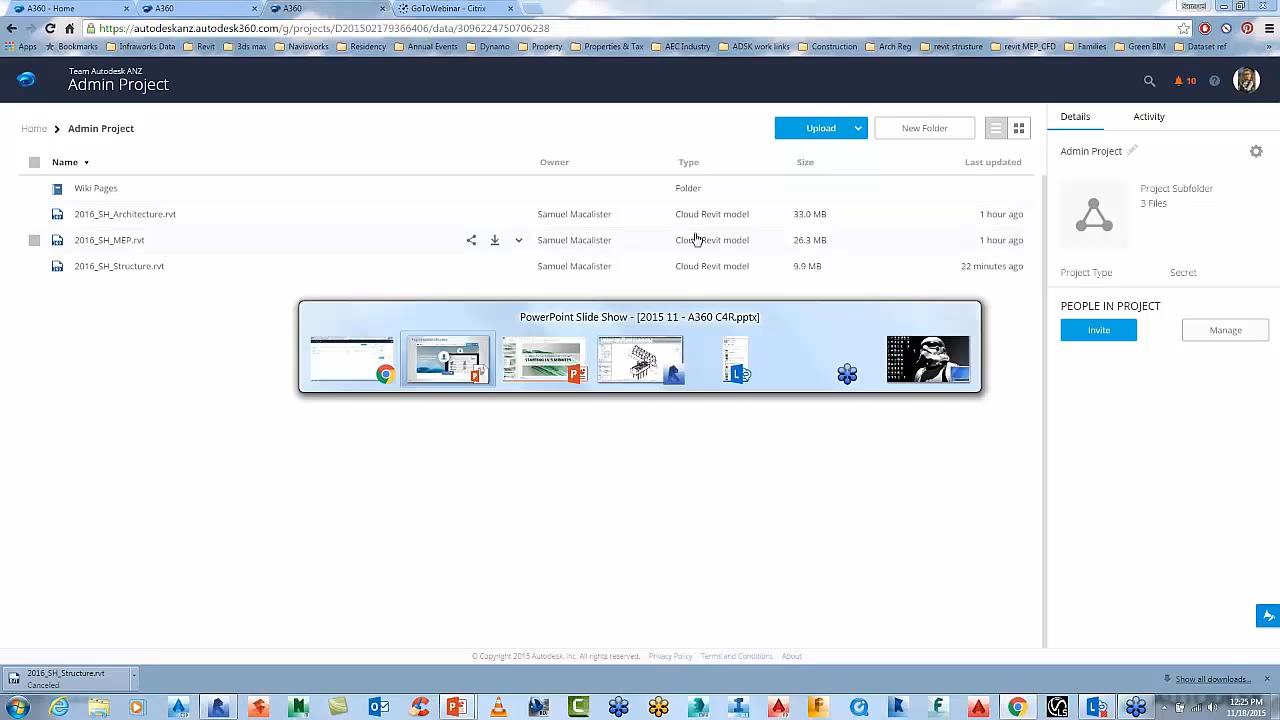 A360 - Home
A360
A360
GoToWebinar - Citrix
Samuel
https://autodeskanz.autodesk360.com/g/projects/D201502179366406/data/3096224750706238
Apps
Bookmarks
Infraworks Data
Revit
3ds max
Navisworks
Residency
Annual Events
Dynamo
Property
Properties & Tax
AEC Industry
ADSK work links
Construction
Arch Reg
revit strusture
revit MEP_CFD
Families
Green BIM
Dataset ref
Team Autodesk ANZ
Admin Project
10
Home
Admin Project
Upload
New Folder
Details
Activity
Name
Owner
Type
Size
Last updated
Admin Project
Wiki Pages
Folder
Project Subfolder
3 Files
2016_SH_Architecture.rvt
Samuel Macalister
Cloud Revit model
33.0 MB
1 hour ago
2016_SH_MEP.rvt
Samuel Macalister
Cloud Revit model
26.3 MB
1 hour ago
2016_SH_Structure.rvt
Samuel Macalister
Cloud Revit model
9.9 MB
22 minutes ago
Project Type
Secret
PEOPLE IN PROJECT
Invite
Manage
PowerPoint Slide Show - [2015 11 - A360 C4R.pptx]
© Copyright 2015 Autodesk, Inc. All rights reserved.
Privacy Policy
Terms and Conditions
About
2016_SH_Structure.rvt
Canceled
Show all downloads...
12:25 PM
11/18/2015